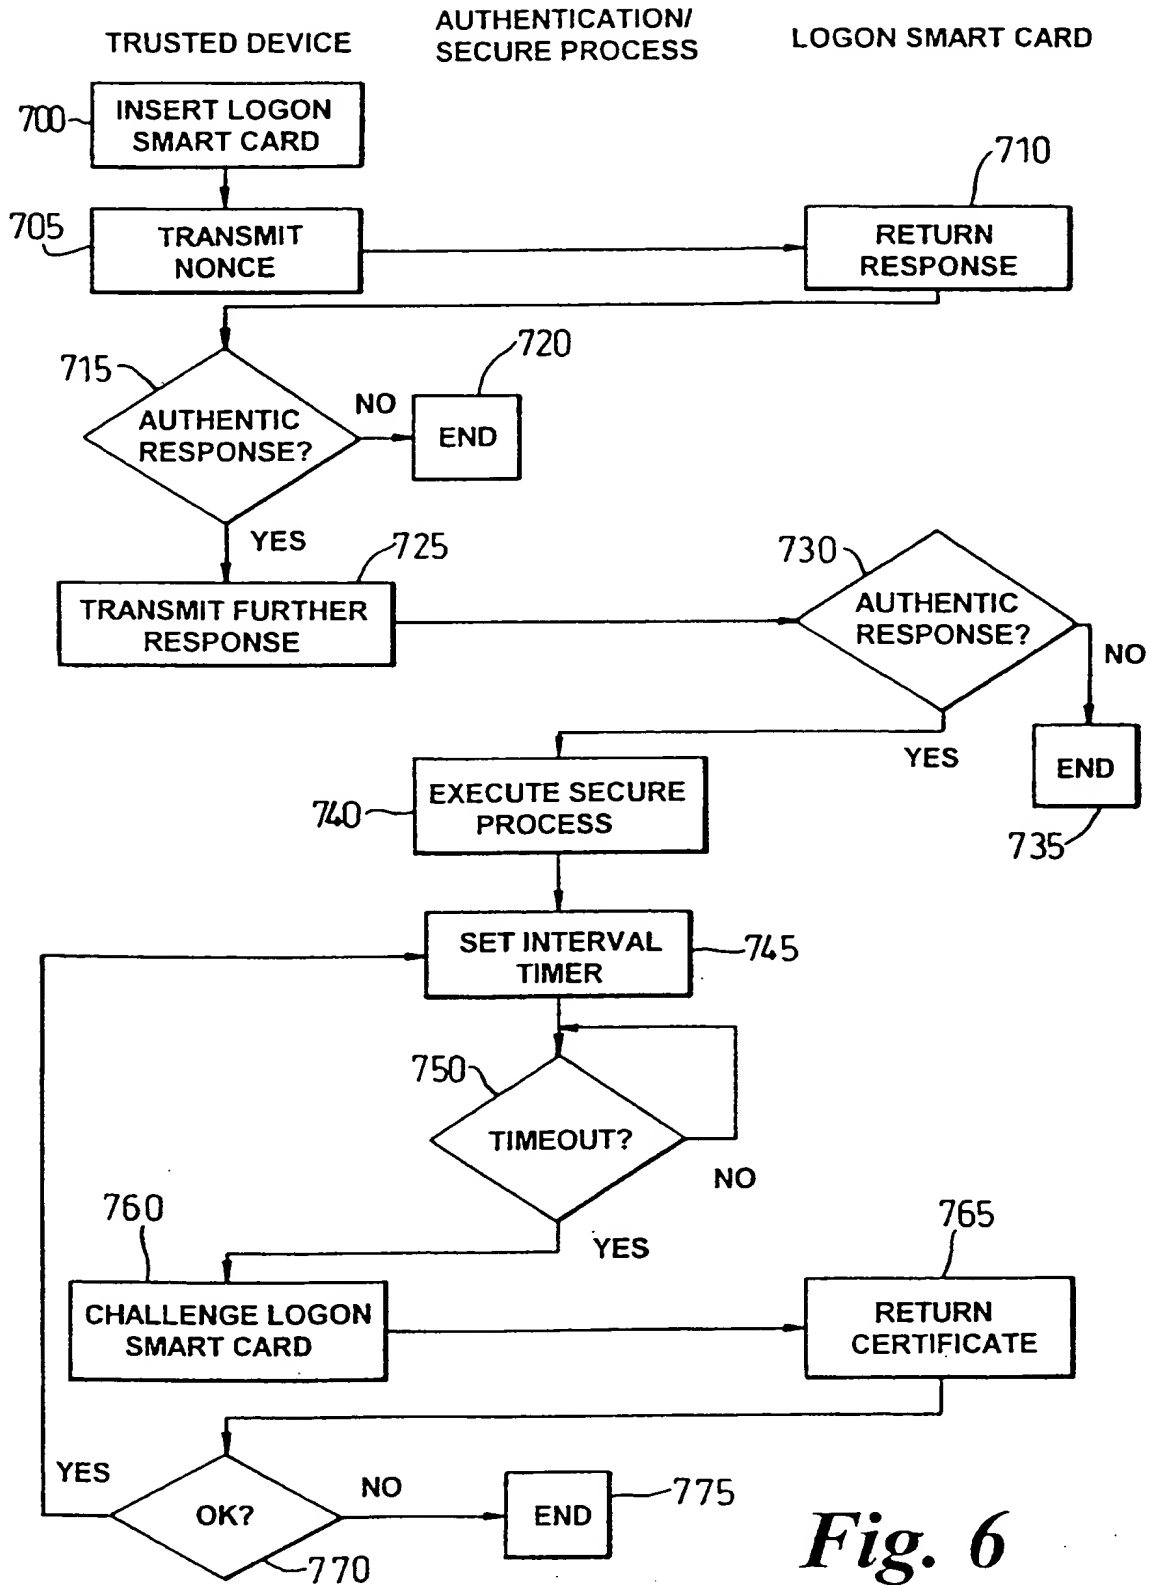 TRUSTED DEVICE
AUTHENTICATION/
SECURE PROCESS
LOGON SMART CARD
700
INSERT LOGON
SMART CARD
705
TRANSMIT
NONCE
710
RETURN
RESPONSE
715
AUTHENTIC
RESPONSE?
NO
720
END
YES
725
TRANSMIT FURTHER
RESPONSE
730
AUTHENTIC
RESPONSE?
NO
YES
END
735
740
EXECUTE SECURE
PROCESS
SET INTERVAL
TIMER
745
750
TIMEOUT?
NO
YES
760
CHALLENGE LOGON
SMART CARD
765
RETURN
CERTIFICATE
YES
OK?
NO
770
END
775
Fig. 6